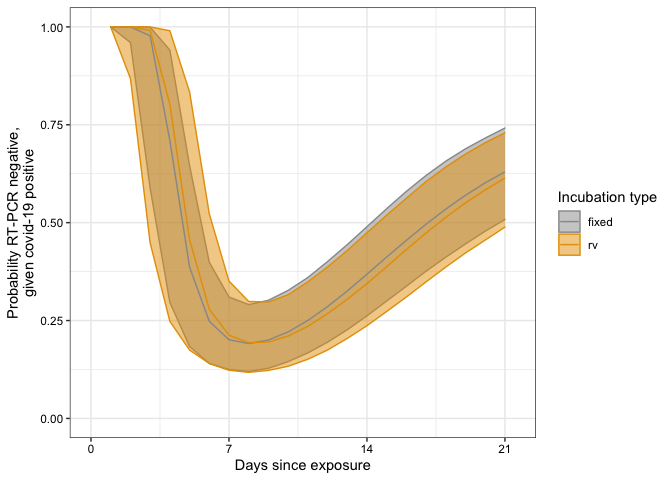 1.00
0.75
0.50
0.25
0.00
Probability RT-PCR negative,
given covid-19 positive
0
7
14
21
Days since exposure
Incubation type
fixed
rv